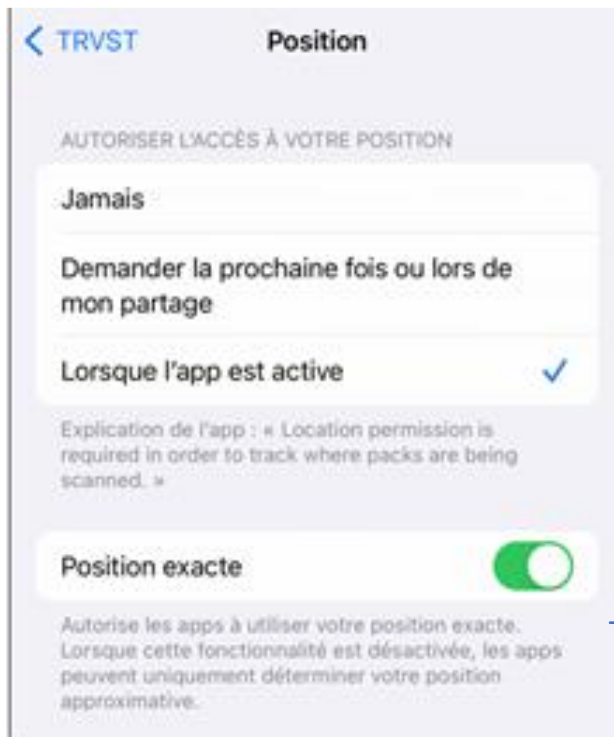 TRVST
Position
AUTORISER L'ACCÈS À VOTRE POSITION
Jamais
Demander la prochaine fois ou lors de
mon partage
Lorsque l'app est active
Explication de l'app : « Location permission is
required in order to track where packs are being
scanned. »
Position exacte
Autorise les apps à utiliser votre position exacte.
Lorsque cette fonctionnalité est désactivée, les apps
peuvent uniquement déterminer votre position
approximative.